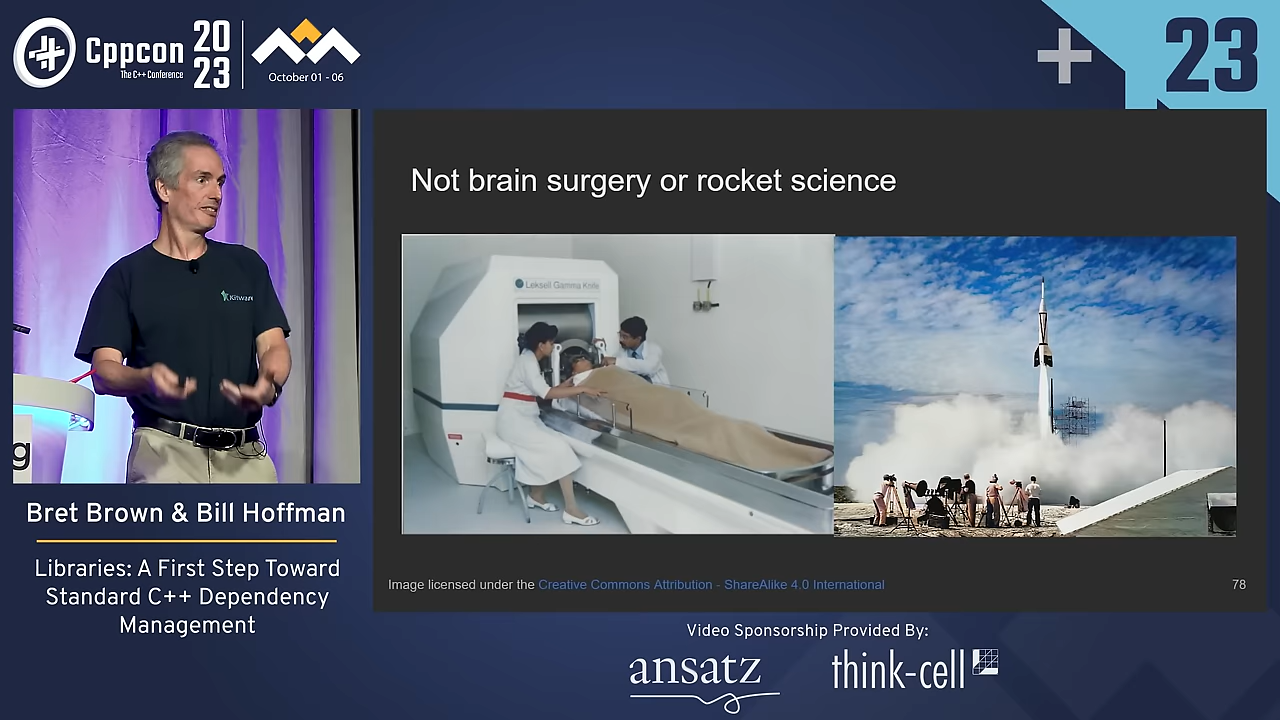 Cppcon
The C++ Conference
20
23
October 01 - 06
23
Kitware
g
Not brain surgery or rocket science
Leksell Gamma Knife
Image licensed under the Creative Commons Attribution - ShareAlike 4.0 International
78
Bret Brown & Bill Hoffman
Libraries: A First Step Toward
Standard C++ Dependency
Management
Video Sponsorship Provided By:
ansatz
think-cell